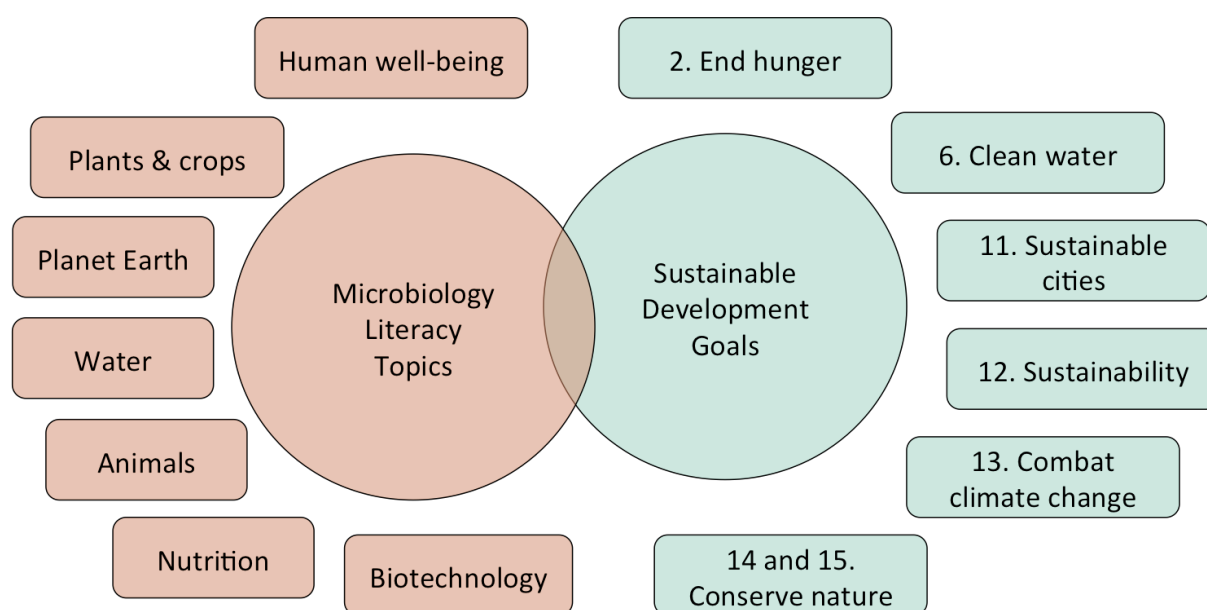 Human well-being
2. End hunger
Plants & crops
6. Clean water
Planet Earth
11. Sustainable
cities
Microbiology
Literacy
Topics
Sustainable
Development
Goals
Water
12. Sustainability
Animals
13. Combat
climate change
Nutrition
Biotechnology
14 and 15.
Conserve nature